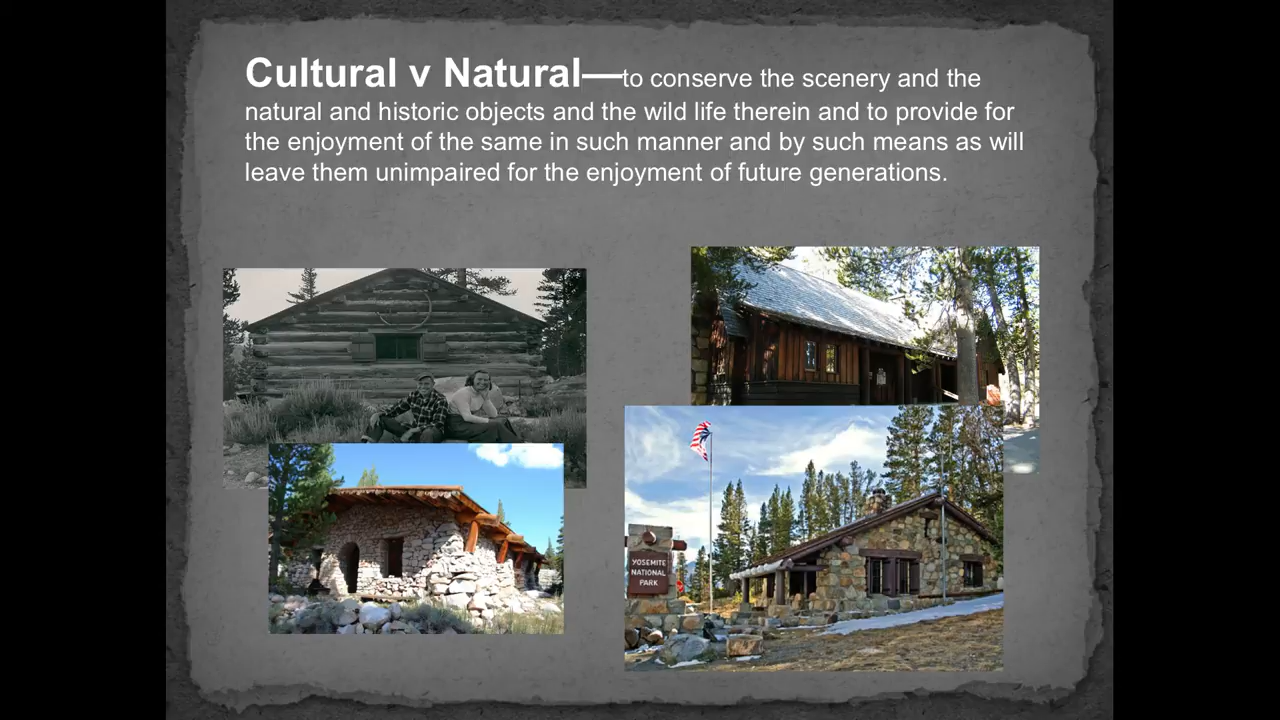 Cultural v Natural—to conserve the scenery and the
natural and historic objects and the wild life therein and to provide for
the enjoyment of the same in such manner and by such means as will
leave them unimpaired for the enjoyment of future generations.
YOSEMITE
NATIONAL
PARK